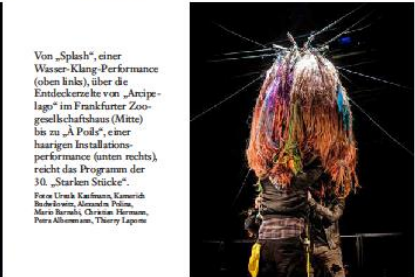 Von „Splash“, einer
Wasser-Klang-Performance
(oben links), über die
Entdeckerzelte von „Arcipe-
lago“ im Frankfurter Zoo-
gesellschaftshaus (Mitte)
bis zu „À Poils“, einer
haarigen Installations-
performance (unten rechts),
reicht das Programm der
30. „Starken Stücke“.
Fotos Ursula Kaufmann, Kamerich
Budwilowitz, Alexandra Polina,
Mario Barnabi, Christian Hermann,
Petra Albersmann, Thierry Laporte